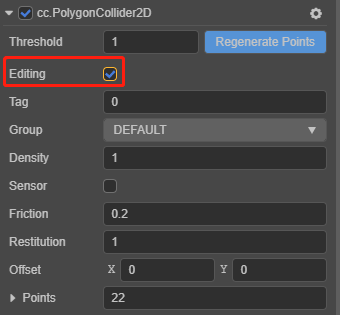 cc.PolygonCollider2D
Threshold 1 Regenerate Points
Editing
Tag 0
Group DEFAULT
Density 1
Sensor
Friction 0.2
Restitution 1
Offset X 0 Y 0
Points 22